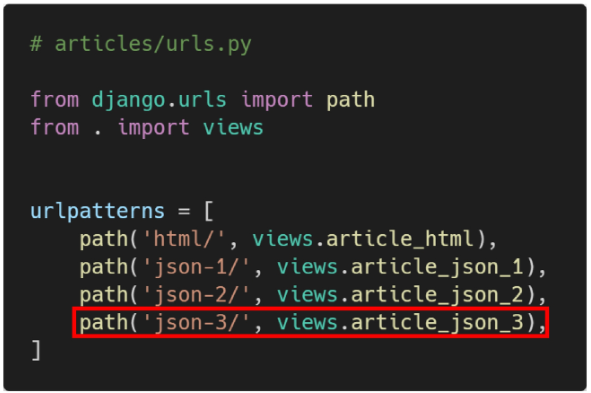 # articles/urls.py
from django.urls import path
from . import views
urlpatterns = [
    path('html/', views.article_html),
    path('json-1/', views.article_json_1),
    path('json-2/', views.article_json_2),
    path('json-3/', views.article_json_3),
]